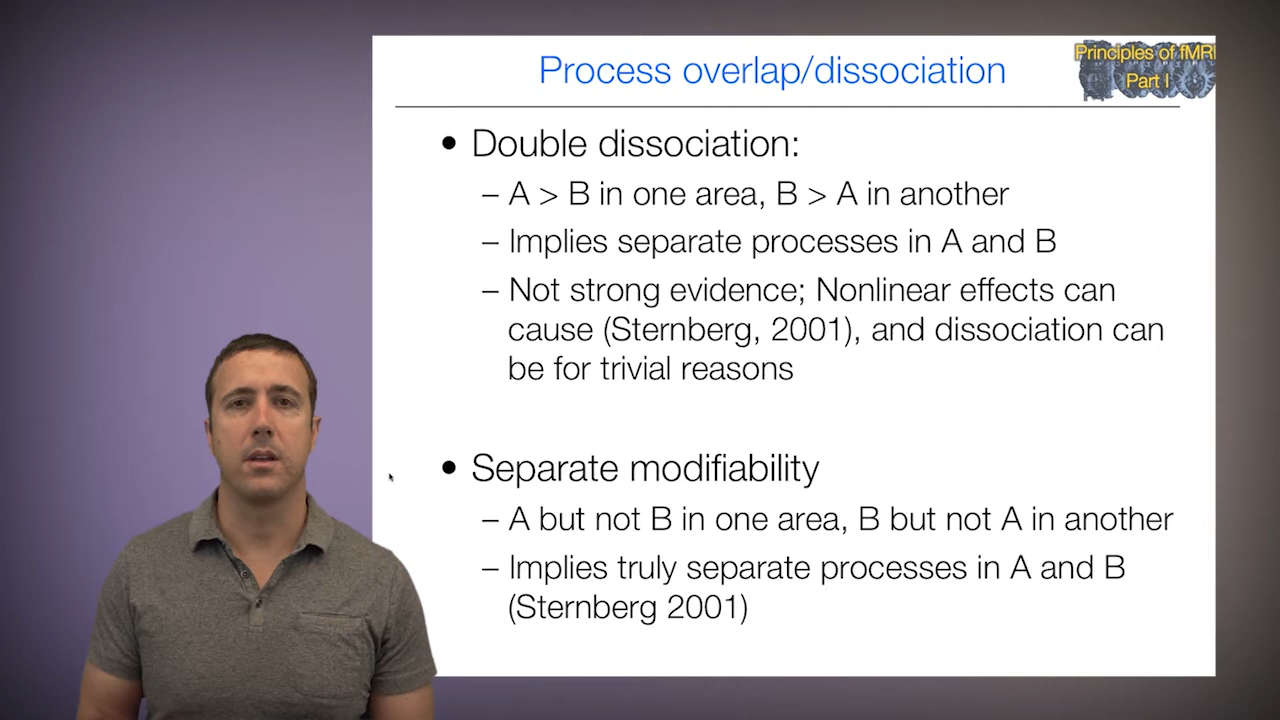 Process overlap/dissociation
Principles of fMRI
Part I
• Double dissociation:
– A > B in one area, B > A in another
– Implies separate processes in A and B
– Not strong evidence; Nonlinear effects can
cause (Sternberg, 2001), and dissociation can
be for trivial reasons
• Separate modifiability
– A but not B in one area, B but not A in another
– Implies truly separate processes in A and B
(Sternberg 2001)